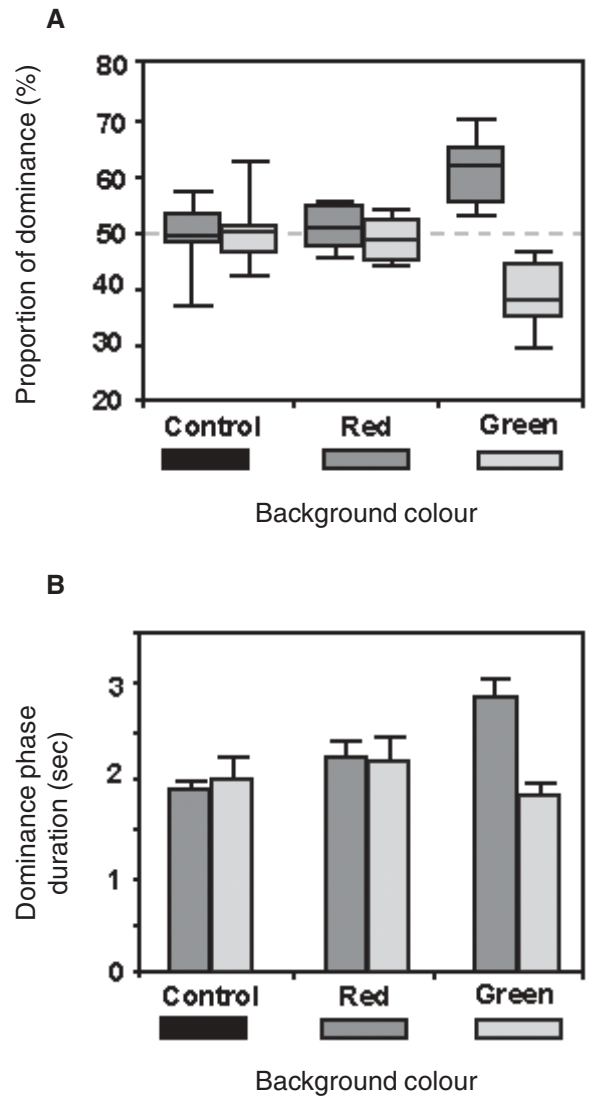 A
Proportion of dominance (%)
80
70
60
50
40
30
20
Control Red Green
Background colour
B
Dominance phase
duration (sec)
3
2
1
0
Control Red Green
Background colour